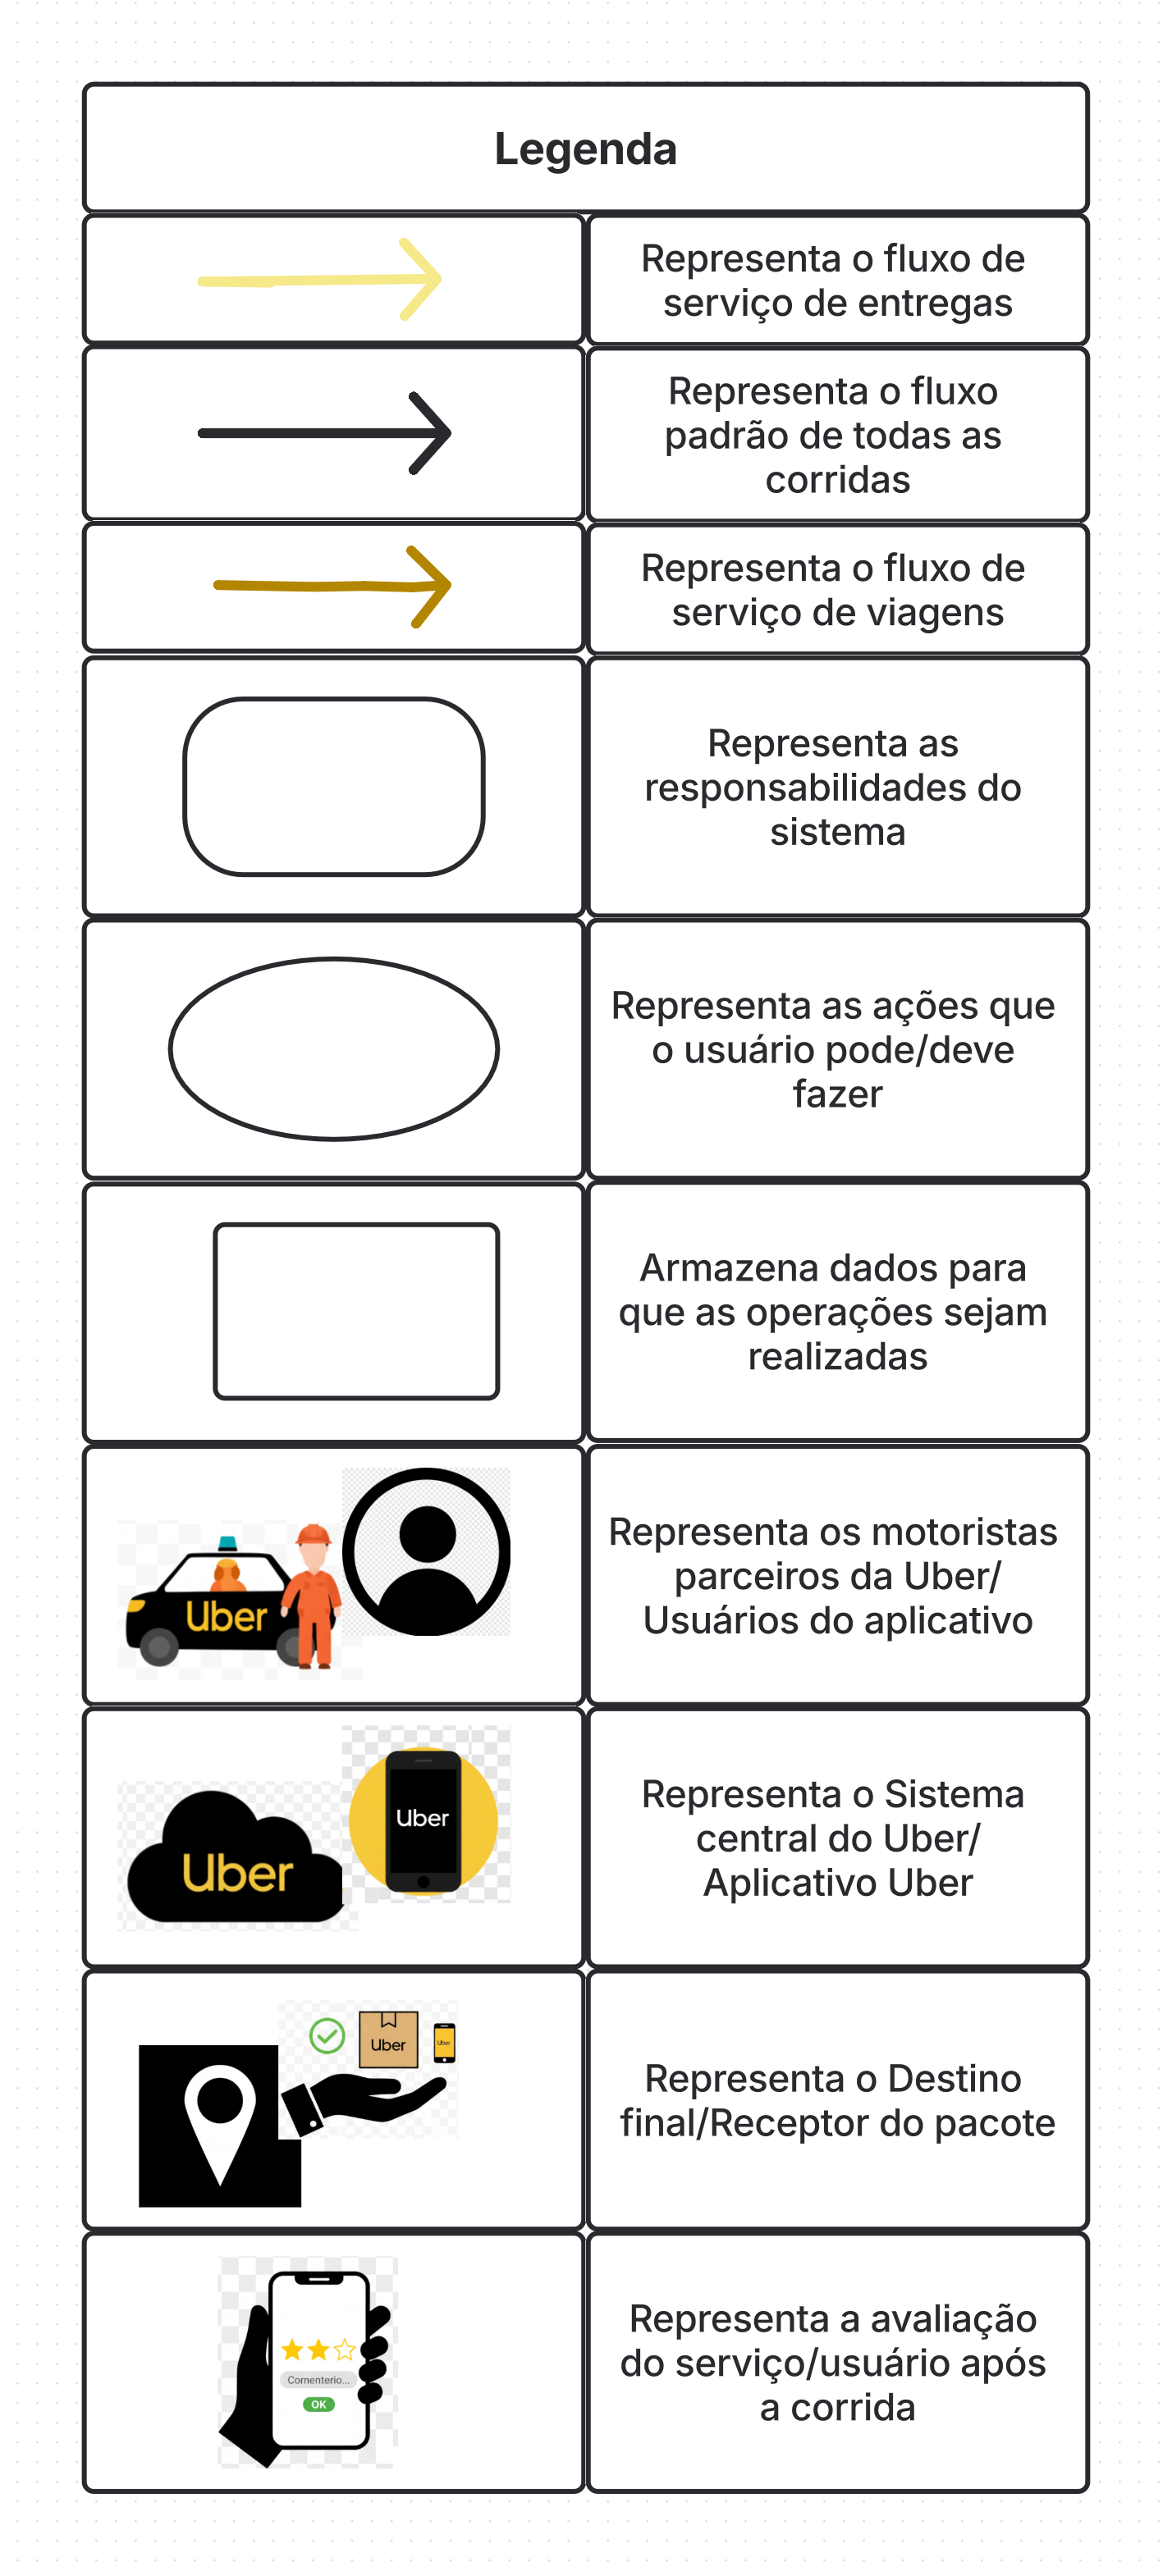 Legenda
Representa o fluxo de
serviço de entregas
Representa o fluxo
padrão de todas as
corridas
Representa o fluxo de
serviço de viagens
Representa as
responsabilidades do
sistema
Representa as ações que
o usuário pode/deve
fazer
Armazena dados para
que as operações sejam
realizadas
Uber
Representa os motoristas
parceiros da Uber/
Usuários do aplicativo
Uber
Uber
Representa o Sistema
central do Uber/
Aplicativo Uber
Uber
Uber
Representa o Destino
final/Receptor do pacote
Comenterio...
OK
Representa a avaliação
do serviço/usuário após
a corrida